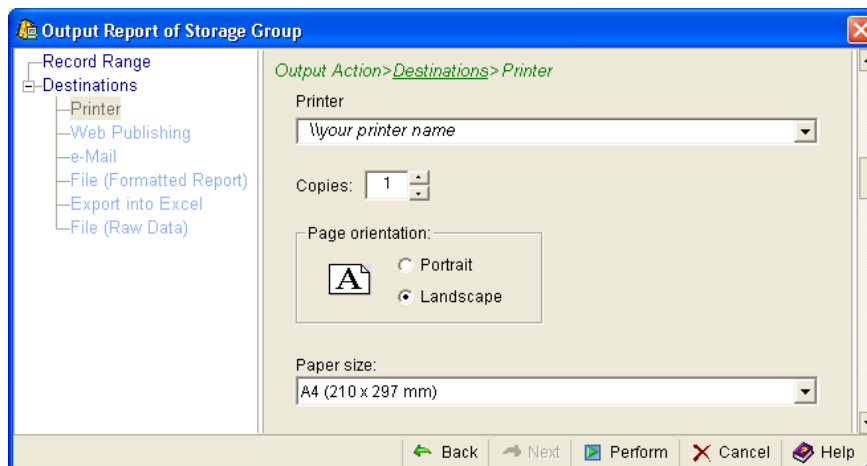 Output Report of Storage Group
Record Range
Destinations
Printer
Web Publishing
e-Mail
File (Formatted Report)
Export into Excel
File (Raw Data)
Output Action>Destinations>Printer
Printer
\\your printer name
Copies: 1
Page orientation:
A
Portrait
Landscape
Paper size:
A4 (210 x 297 mm)
Back Next Perform Cancel Help